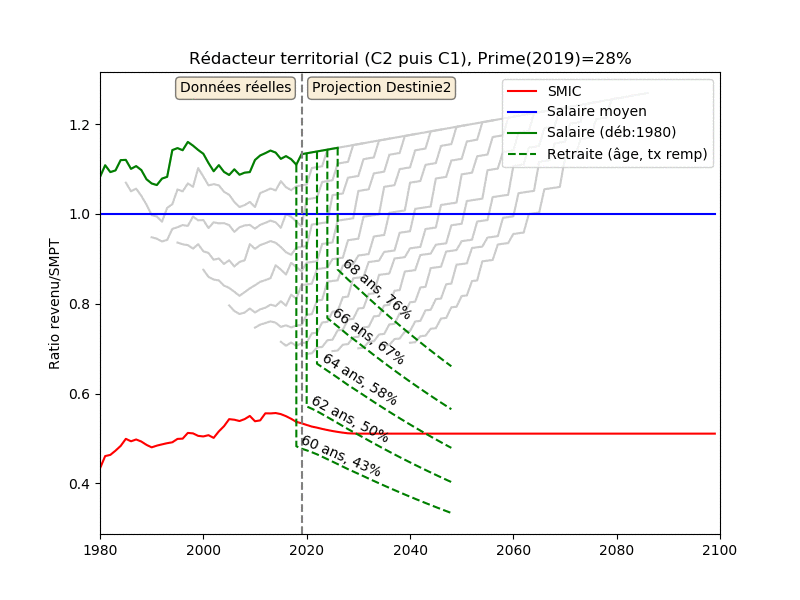 Rédacteur territorial (C2 puis C1), Prime(2019)=28%
Données réelles
Projection Destinie2
SMIC
Salaire moyen
Salaire (déb:1980)
Retraite (âge, tx remp)
Ratio revenu/SMPT
1.2
1.0
0.8
0.6
0.4
68 ans, 76%
66 ans, 67%
64 ans, 58%
62 ans, 50%
60 ans, 43%
1980
2000
2020
2040
2060
2080
2100